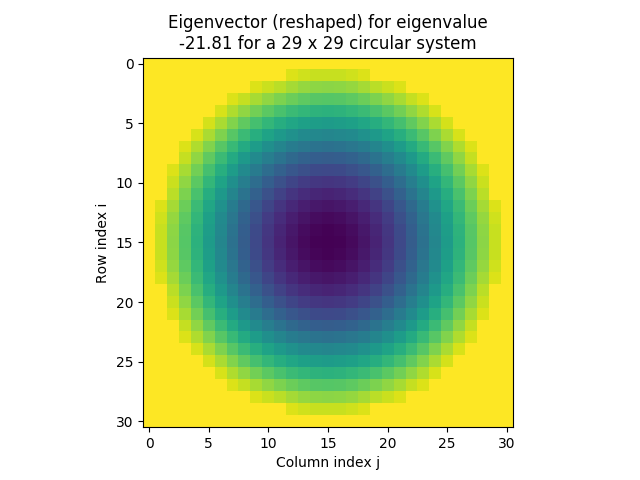 Eigenvector (reshaped) for eigenvalue
-21.81 for a 29 x 29 circular system
0
5
10
15
20
25
30
Row index i
0 5 10 15 20 25 30
Column index j